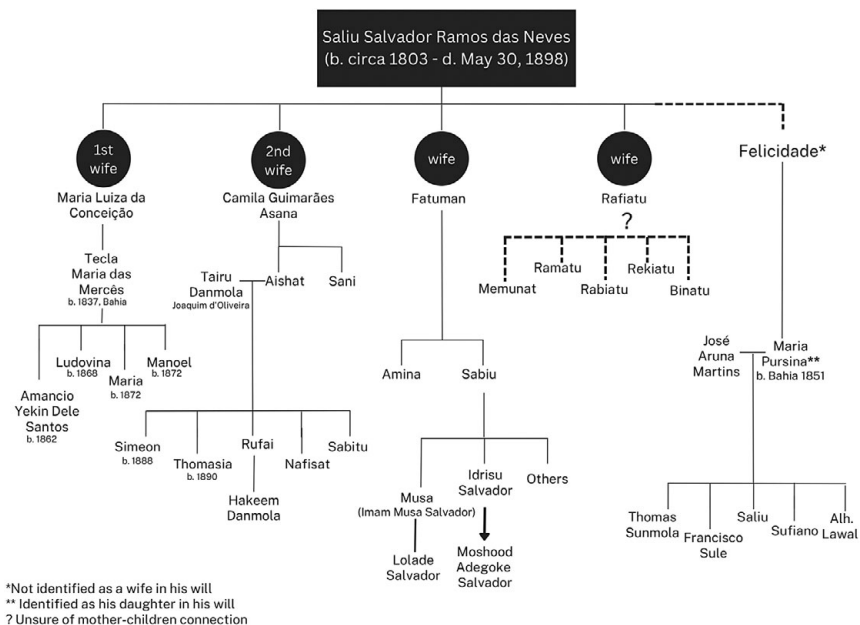 Saliu Salvador Ramos das Neves
(b. circa 1803 - d. May 30, 1898)
1st
wife
2nd
wife
wife
wife
Felicidade*
Maria Luiza da
Conceição
Camila Guimarães
Asana
Fatuman
Rafiatu
?
Tecla
Maria das
Mercês
b. 1837, Bahia
Tairu
Danmola
Joaquim d'Oliveira
Aishat
Sani
Memunat
Ramatu
Rabiatu
Rekiatu
Binatu
José
Aruna
Martins
Maria
Pursina**
b. Bahia 1851
Amancio
Yekin Dele
Santos
b. 1862
Ludovina
b. 1868
Maria
b. 1872
Manoel
b. 1872
Amina
Sabiu
Simeon
b. 1888
Thomasia
b. 1890
Rufai
Nafisat
Sabitu
Hakeem
Danmola
Musa
(Imam Musa Salvador)
Idrisu
Salvador
Others
Lolade
Salvador
Moshood
Adegoke
Salvador
Thomas
Sunmola
Francisco
Sule
Saliu
Sufiano
Alh.
Lawal
*Not identified as a wife in his will
** Identified as his daughter in his will
? Unsure of mother-children connection